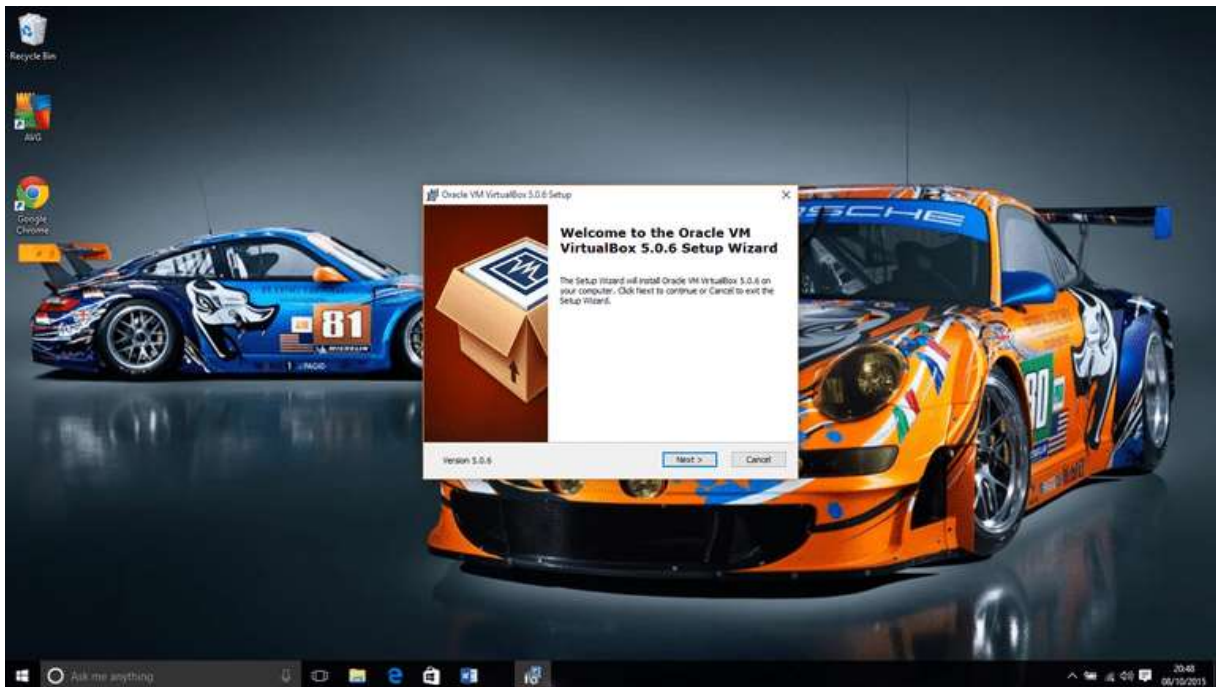 Recycle Bin
AVG
Google
Chrome
Oracle VM VirtualBox 5.0.6 Setup
Welcome to the Oracle VM
VirtualBox 5.0.6 Setup Wizard
The Setup Wizard will install Oracle VM VirtualBox 5.0.6 on
your computer. Click Next to continue or Cancel to exit the
Setup Wizard.
Version 5.0.6
Next >
Cancel
81
MICHELIN
80
Ask me anything
20:48
08/10/2015